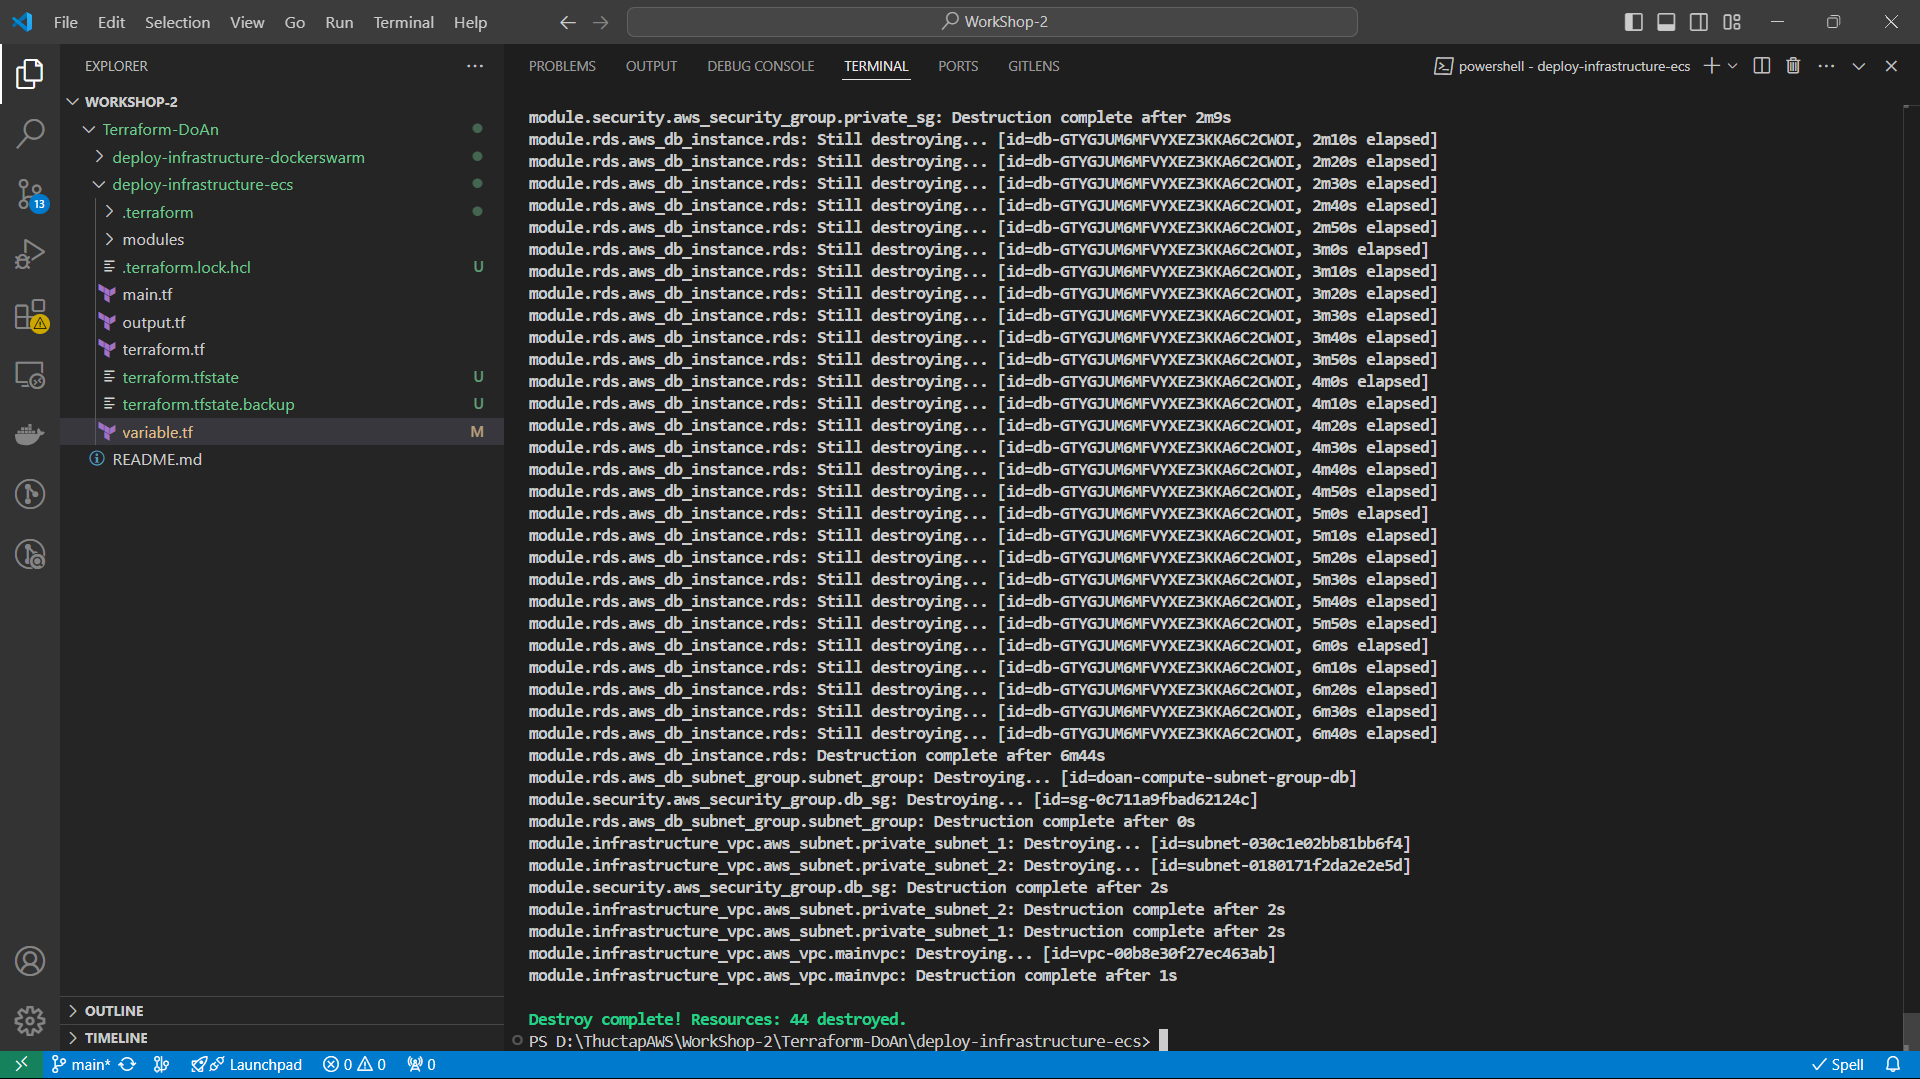 File Edit Selection View Go Run Terminal Help
WorkShop-2
EXPLORER
WORKSHOP-2
Terraform-DoAn
deploy-infrastructure-dockerswarm
deploy-infrastructure-ecs
.terraform
modules
.terraform.lock.hcl U
main.tf
output.tf
terraform.tf
terraform.tfstate U
terraform.tfstate.backup U
variable.tf M
README.md
OUTLINE
TIMELINE
13
PROBLEMS OUTPUT DEBUG CONSOLE TERMINAL PORTS GITLENS
powershell - deploy-infrastructure-ecs
module.security.aws_security_group.private_sg: Destruction complete after 2m9s
module.rds.aws_db_instance.rds: Still destroying... [id=db-GTYGJUM6MFVYXEZ3KKA6C2CWOI, 2m10s elapsed]
module.rds.aws_db_instance.rds: Still destroying... [id=db-GTYGJUM6MFVYXEZ3KKA6C2CWOI, 2m20s elapsed]
module.rds.aws_db_instance.rds: Still destroying... [id=db-GTYGJUM6MFVYXEZ3KKA6C2CWOI, 2m30s elapsed]
module.rds.aws_db_instance.rds: Still destroying... [id=db-GTYGJUM6MFVYXEZ3KKA6C2CWOI, 2m40s elapsed]
module.rds.aws_db_instance.rds: Still destroying... [id=db-GTYGJUM6MFVYXEZ3KKA6C2CWOI, 2m50s elapsed]
module.rds.aws_db_instance.rds: Still destroying... [id=db-GTYGJUM6MFVYXEZ3KKA6C2CWOI, 3m0s elapsed]
module.rds.aws_db_instance.rds: Still destroying... [id=db-GTYGJUM6MFVYXEZ3KKA6C2CWOI, 3m10s elapsed]
module.rds.aws_db_instance.rds: Still destroying... [id=db-GTYGJUM6MFVYXEZ3KKA6C2CWOI, 3m20s elapsed]
module.rds.aws_db_instance.rds: Still destroying... [id=db-GTYGJUM6MFVYXEZ3KKA6C2CWOI, 3m30s elapsed]
module.rds.aws_db_instance.rds: Still destroying... [id=db-GTYGJUM6MFVYXEZ3KKA6C2CWOI, 3m40s elapsed]
module.rds.aws_db_instance.rds: Still destroying... [id=db-GTYGJUM6MFVYXEZ3KKA6C2CWOI, 3m50s elapsed]
module.rds.aws_db_instance.rds: Still destroying... [id=db-GTYGJUM6MFVYXEZ3KKA6C2CWOI, 4m0s elapsed]
module.rds.aws_db_instance.rds: Still destroying... [id=db-GTYGJUM6MFVYXEZ3KKA6C2CWOI, 4m10s elapsed]
module.rds.aws_db_instance.rds: Still destroying... [id=db-GTYGJUM6MFVYXEZ3KKA6C2CWOI, 4m20s elapsed]
module.rds.aws_db_instance.rds: Still destroying... [id=db-GTYGJUM6MFVYXEZ3KKA6C2CWOI, 4m30s elapsed]
module.rds.aws_db_instance.rds: Still destroying... [id=db-GTYGJUM6MFVYXEZ3KKA6C2CWOI, 4m40s elapsed]
module.rds.aws_db_instance.rds: Still destroying... [id=db-GTYGJUM6MFVYXEZ3KKA6C2CWOI, 4m50s elapsed]
module.rds.aws_db_instance.rds: Still destroying... [id=db-GTYGJUM6MFVYXEZ3KKA6C2CWOI, 5m0s elapsed]
module.rds.aws_db_instance.rds: Still destroying... [id=db-GTYGJUM6MFVYXEZ3KKA6C2CWOI, 5m10s elapsed]
module.rds.aws_db_instance.rds: Still destroying... [id=db-GTYGJUM6MFVYXEZ3KKA6C2CWOI, 5m20s elapsed]
module.rds.aws_db_instance.rds: Still destroying... [id=db-GTYGJUM6MFVYXEZ3KKA6C2CWOI, 5m30s elapsed]
module.rds.aws_db_instance.rds: Still destroying... [id=db-GTYGJUM6MFVYXEZ3KKA6C2CWOI, 5m40s elapsed]
module.rds.aws_db_instance.rds: Still destroying... [id=db-GTYGJUM6MFVYXEZ3KKA6C2CWOI, 5m50s elapsed]
module.rds.aws_db_instance.rds: Still destroying... [id=db-GTYGJUM6MFVYXEZ3KKA6C2CWOI, 6m0s elapsed]
module.rds.aws_db_instance.rds: Still destroying... [id=db-GTYGJUM6MFVYXEZ3KKA6C2CWOI, 6m10s elapsed]
module.rds.aws_db_instance.rds: Still destroying... [id=db-GTYGJUM6MFVYXEZ3KKA6C2CWOI, 6m20s elapsed]
module.rds.aws_db_instance.rds: Still destroying... [id=db-GTYGJUM6MFVYXEZ3KKA6C2CWOI, 6m30s elapsed]
module.rds.aws_db_instance.rds: Still destroying... [id=db-GTYGJUM6MFVYXEZ3KKA6C2CWOI, 6m40s elapsed]
module.rds.aws_db_instance.rds: Destruction complete after 6m44s
module.rds.aws_db_subnet_group.subnet_group: Destroying... [id=doan-compute-subnet-group-db]
module.security.aws_security_group.db_sg: Destroying... [id=sg-0c711a9fbad62124c]
module.rds.aws_db_subnet_group.subnet_group: Destruction complete after 0s
module.infrastructure_vpc.aws_subnet.private_subnet_1: Destroying... [id=subnet-030c1e02bb81bb6f4]
module.infrastructure_vpc.aws_subnet.private_subnet_2: Destroying... [id=subnet-0180171f2da2e2e5d]
module.security.aws_security_group.db_sg: Destruction complete after 2s
module.infrastructure_vpc.aws_subnet.private_subnet_2: Destruction complete after 2s
module.infrastructure_vpc.aws_subnet.private_subnet_1: Destruction complete after 2s
module.infrastructure_vpc.aws_vpc.mainvpc: Destroying... [id=vpc-00b8e30f27ec463ab]
module.infrastructure_vpc.aws_vpc.mainvpc: Destruction complete after 1s
Destroy complete! Resources: 44 destroyed.
PS D:\ThuctapAWS\WorkShop-2\Terraform-DoAn\deploy-infrastructure-ecs>
main* Launchpad 0 0 0 Spell